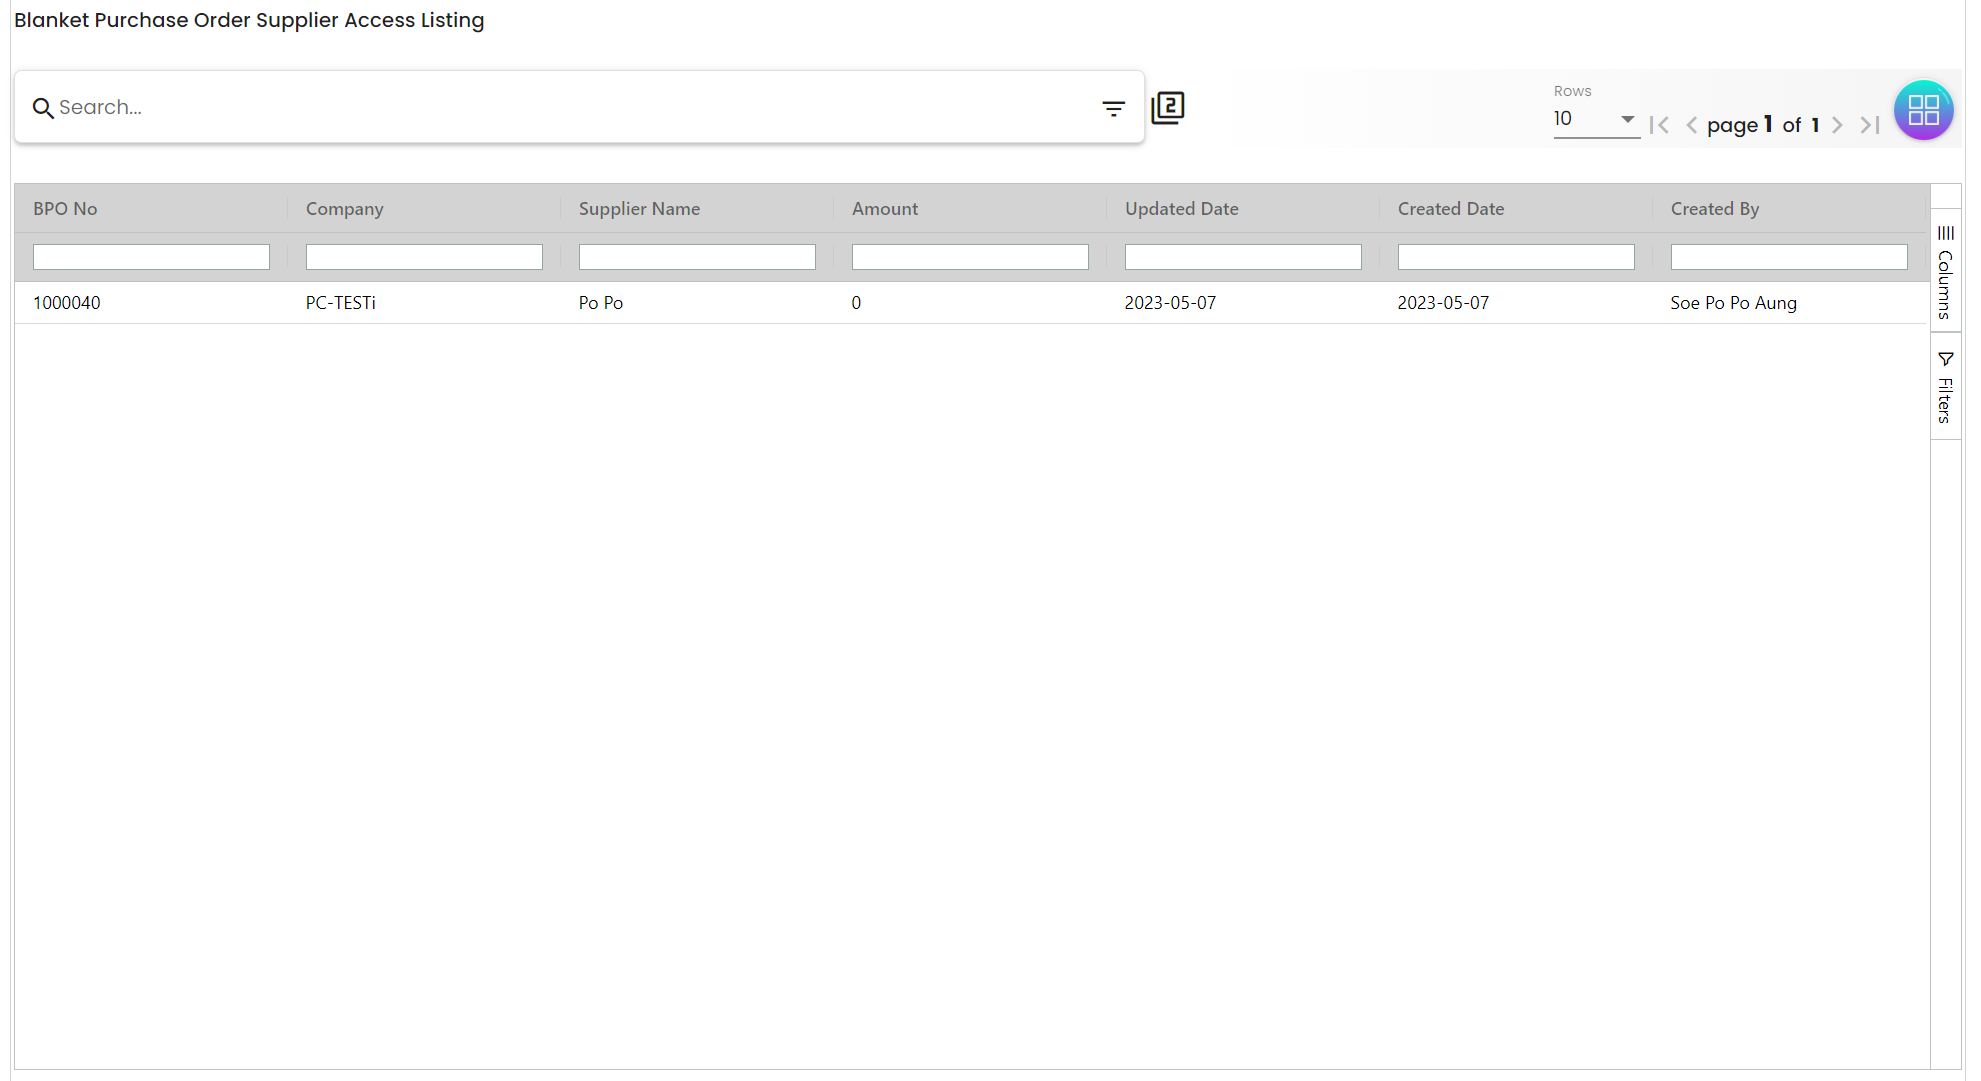 Blanket Purchase Order Supplier Access Listing
Search...
2
Rows
10
page 1 of 1
BPO No Company Supplier Name Amount Updated Date Created Date Created By
1000040 PC-TESTi Po Po 0 2023-05-07 2023-05-07 Soe Po Po Aung
Columns
Filters